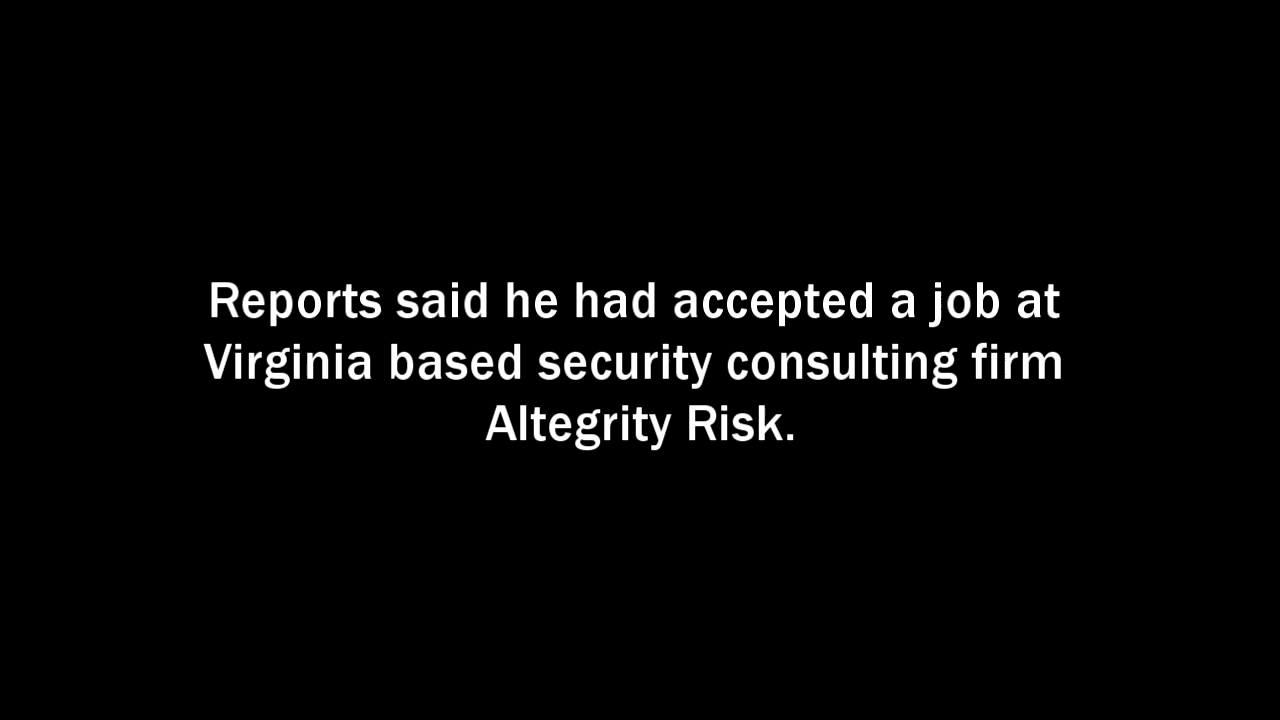 Reports said he had accepted a job at
Virginia based security consulting firm
Altegrity Risk.